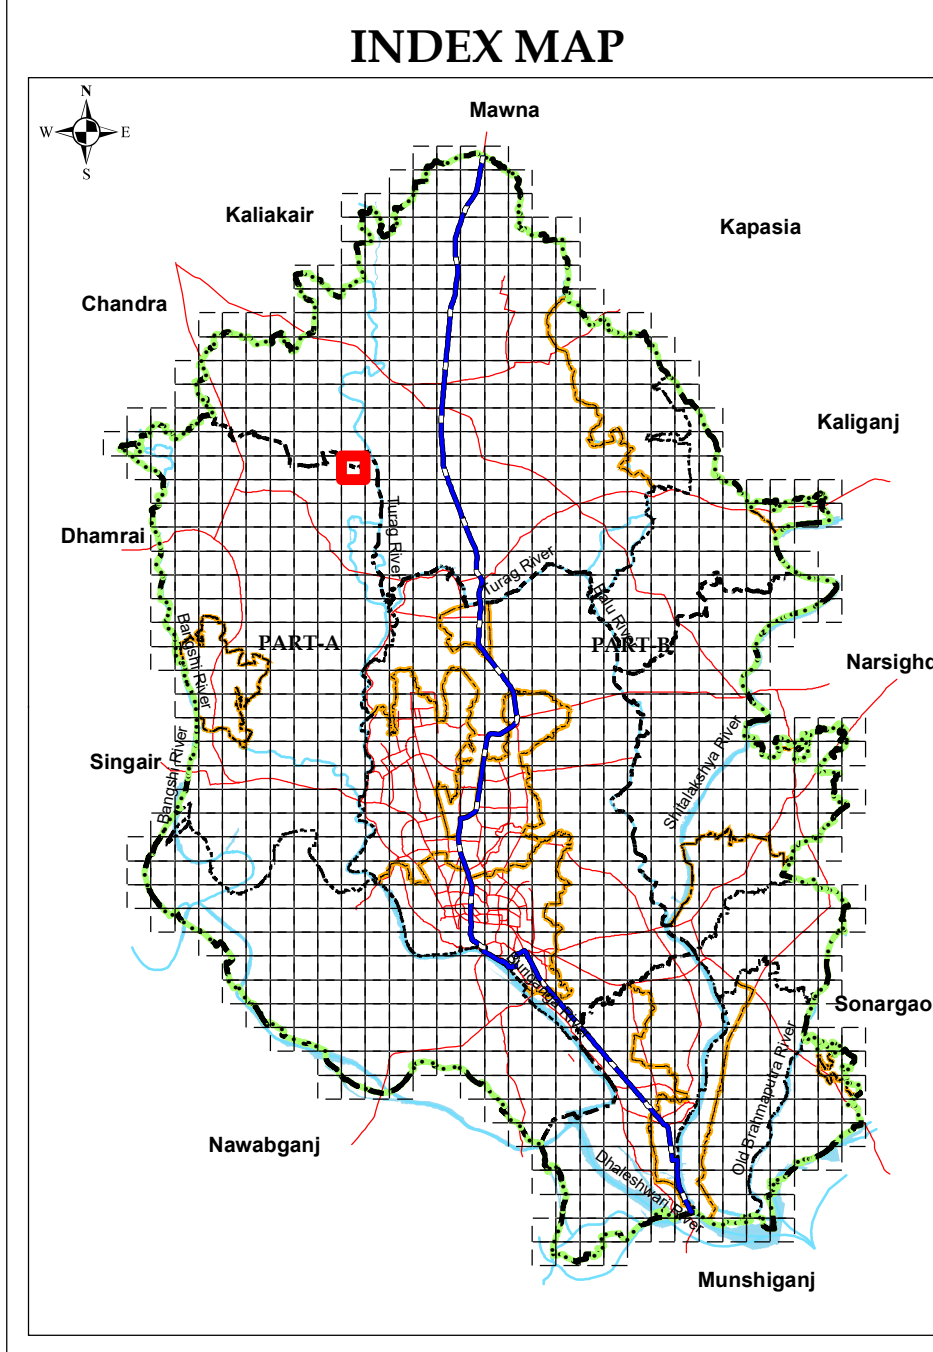 INDEX MAP
N
W E
S
Mawna
Kaliakair
Kapasia
Chandra
Kaliganj
Dhamrai
Turag River
Turag River
Balu River
Bangshi River
PART-A
PART-B
Narsighd
Shitalakshya River
Singair
Bangshi River
Buriganga River
Sonargao
Old Brahmaputra River
Nawabganj
Dhaleshwari River
Munshiganj